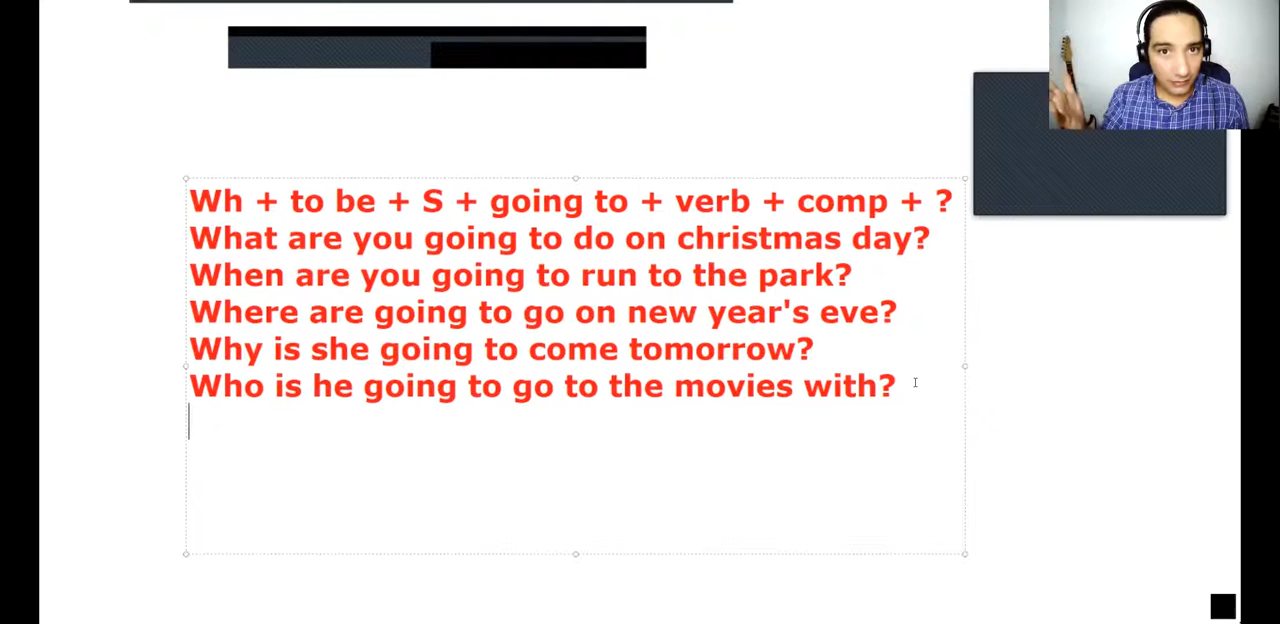 Wh + to be + S + going to + verb + comp + ?
What are you going to do on christmas day?
When are you going to run to the park?
Where are going to go on new year's eve?
Why is she going to come tomorrow?
Who is he going to go to the movies with?